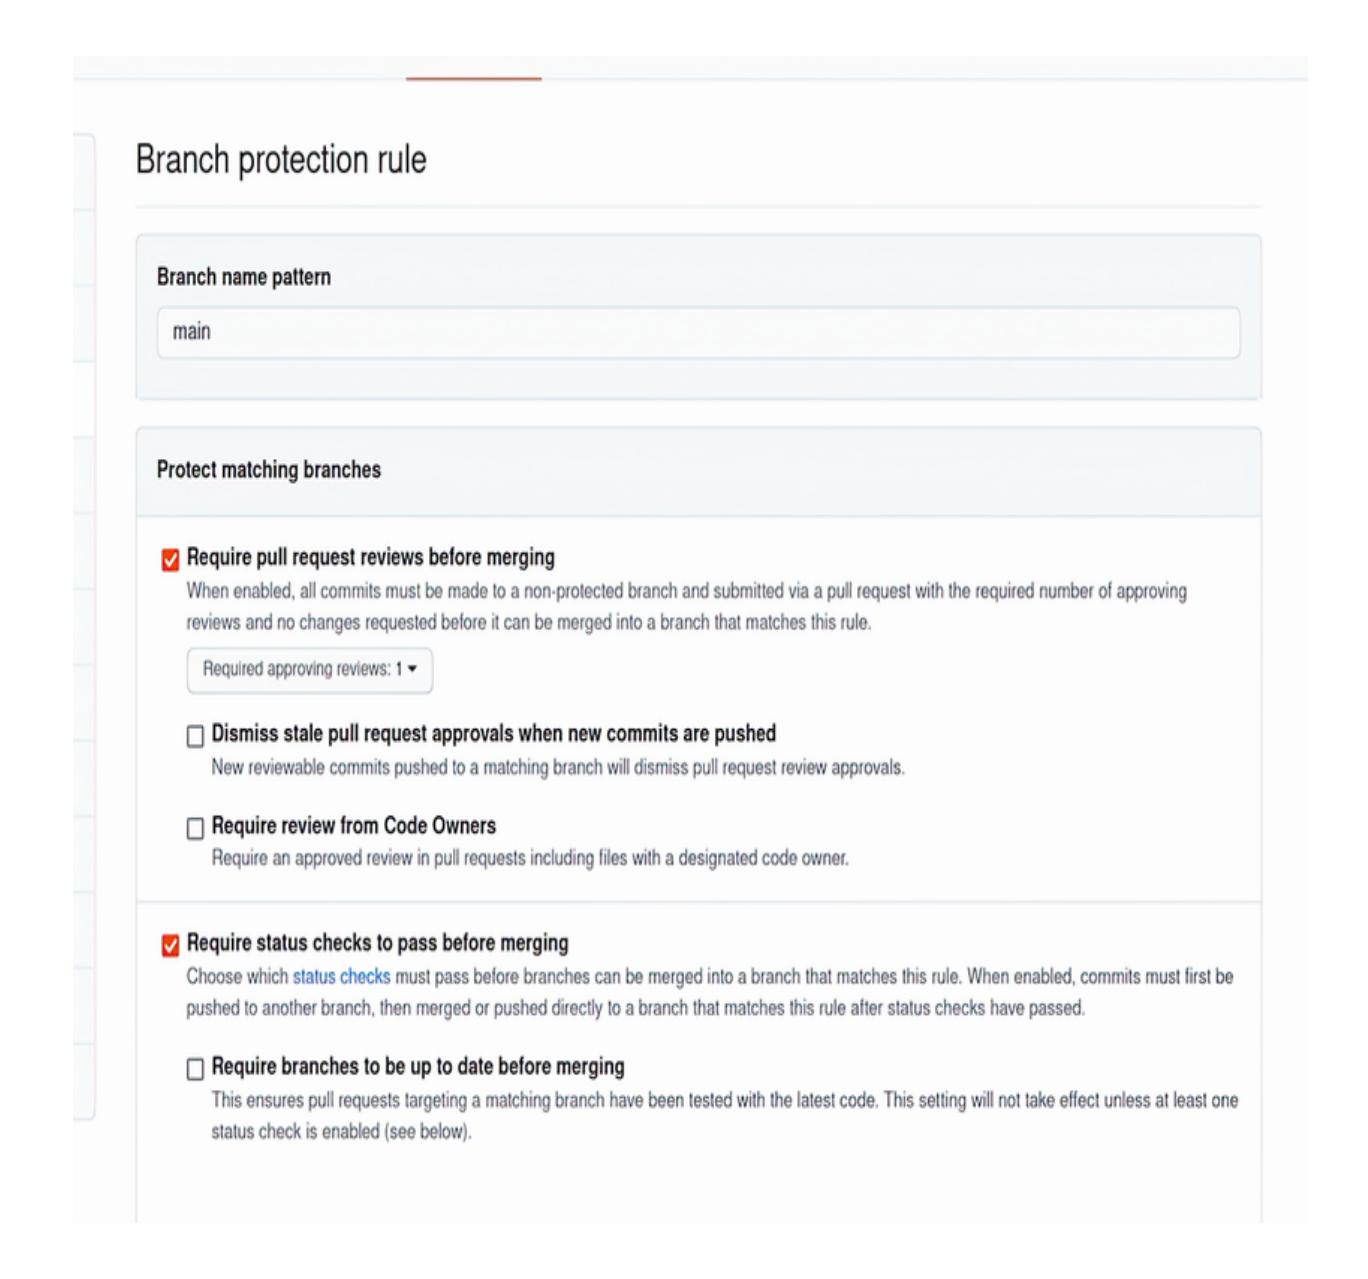 Branch protection rule
Branch name pattern
main
Protect matching branches
Require pull request reviews before merging
When enabled, all commits must be made to a non-protected branch and submitted via a pull request with the required number of approving
reviews and no changes requested before it can be merged into a branch that matches this rule.
Required approving reviews: 1
Dismiss stale pull request approvals when new commits are pushed
New reviewable commits pushed to a matching branch will dismiss pull request review approvals.
Require review from Code Owners
Require an approved review in pull requests including files with a designated code owner.
Require status checks to pass before merging
Choose which status checks must pass before branches can be merged into a branch that matches this rule. When enabled, commits must first be
pushed to another branch, then merged or pushed directly to a branch that matches this rule after status checks have passed.
Require branches to be up to date before merging
This ensures pull requests targeting a matching branch have been tested with the latest code. This setting will not take effect unless at least one
status check is enabled (see below).